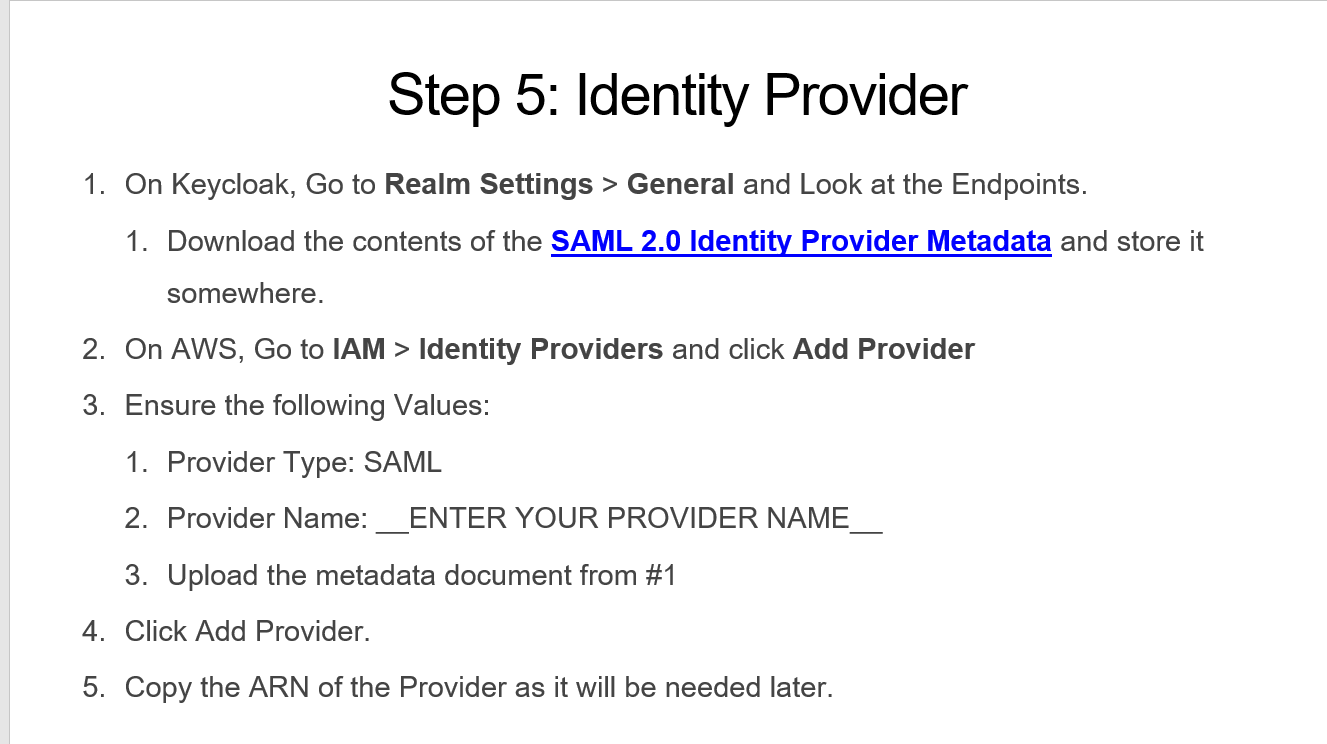 Step 5: Identity Provider
1. On Keycloak, Go to Realm Settings > General and Look at the Endpoints.
1. Download the contents of the SAML 2.0 Identity Provider Metadata and store it
somewhere.
2. On AWS, Go to IAM > Identity Providers and click Add Provider
3. Ensure the following Values:
1. Provider Type: SAML
2. Provider Name: __ENTER YOUR PROVIDER NAME__
3. Upload the metadata document from #1
4. Click Add Provider.
5. Copy the ARN of the Provider as it will be needed later.